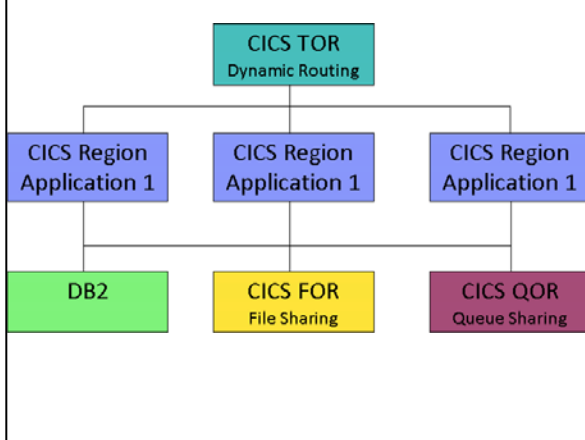 CICS TOR
Dynamic Routing
CICS Region
Application 1
CICS Region
Application 1
CICS Region
Application 1
DB2
CICS FOR
File Sharing
CICS QOR
Queue Sharing